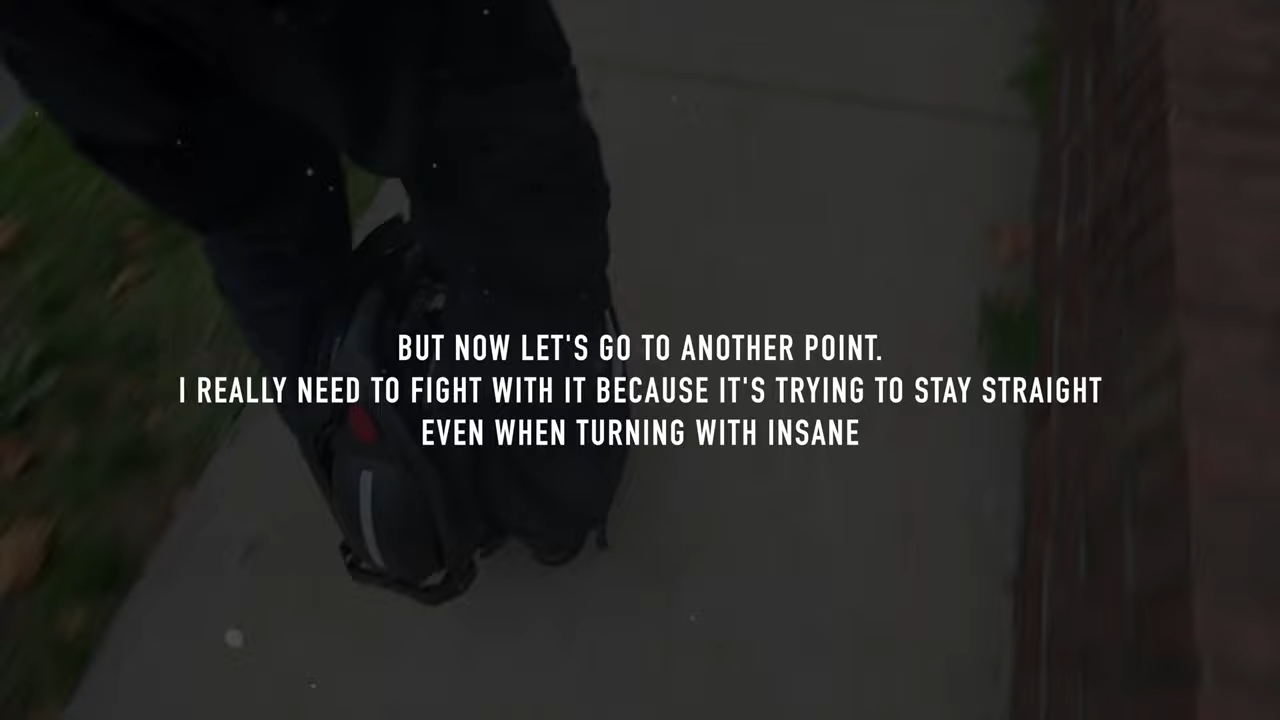 BUT NOW LET'S GO TO ANOTHER POINT.
I REALLY NEED TO FIGHT WITH IT BECAUSE IT'S TRYING TO STAY STRAIGHT
EVEN WHEN TURNING WITH INSANE